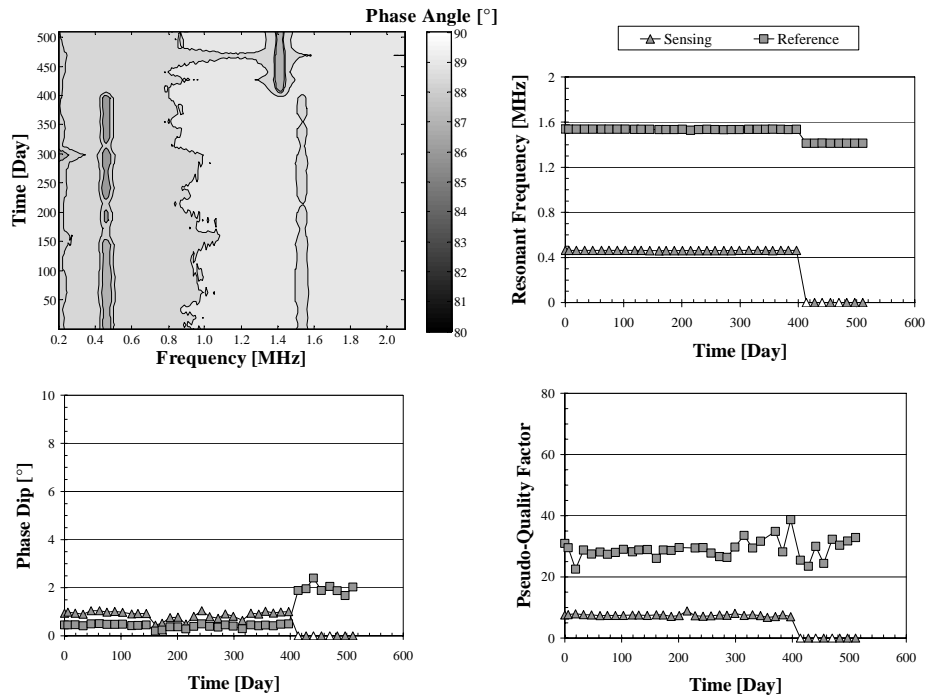 Phase Angle [°]
500
450
400
350
300
250
200
150
100
50
Time [Day]
0.2 0.4 0.6 0.8 1.0 1.2 1.4 1.6 1.8 2.0
Frequency [MHz]
90
89
88
87
86
85
84
83
82
81
80
Sensing Reference
2
1.6
1.2
0.8
0.4
0
Resonant Frequency [MHz]
0 100 200 300 400 500 600
Time [Day]
10
8
6
4
2
0
Phase Dip [°]
0 100 200 300 400 500 600
Time [Day]
80
60
40
20
0
Pseudo-Quality Factor
0 100 200 300 400 500 600
Time [Day]